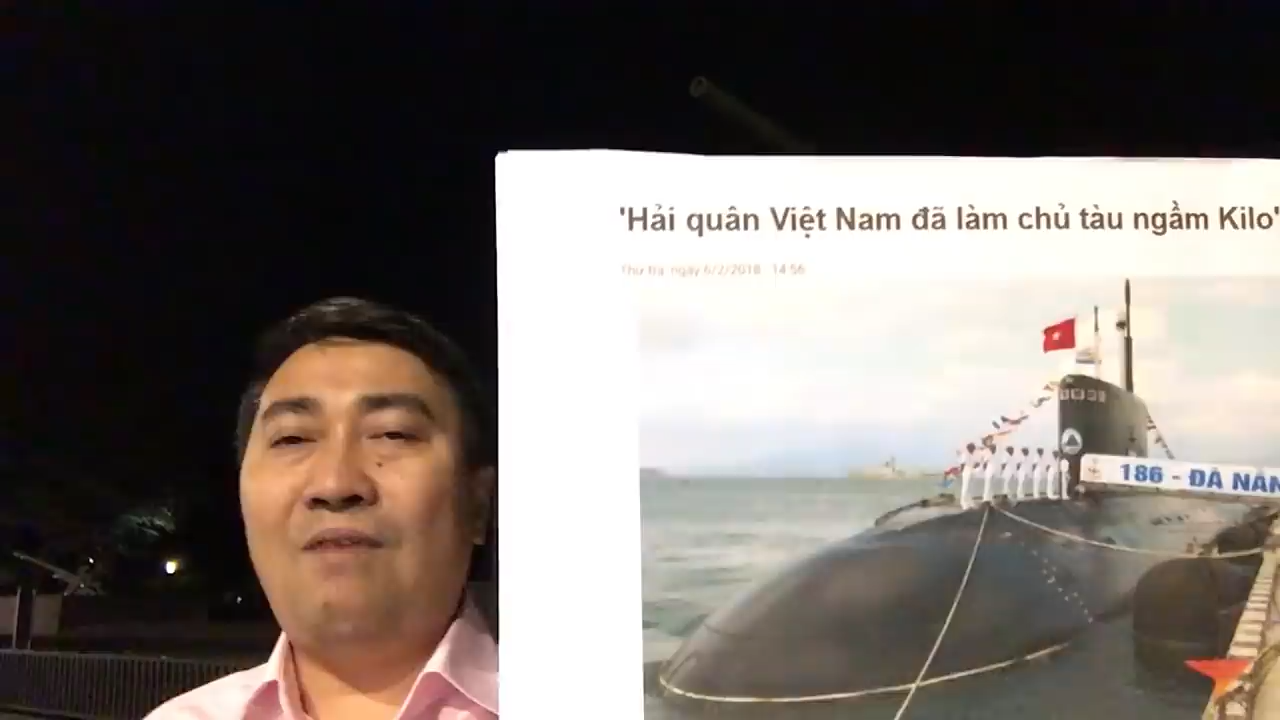 'Hải quân Việt Nam đã làm chủ tàu ngầm Kilo'
Thứ ba, ngày 6/2/2018 14:56
186 - ĐÀ NẴN